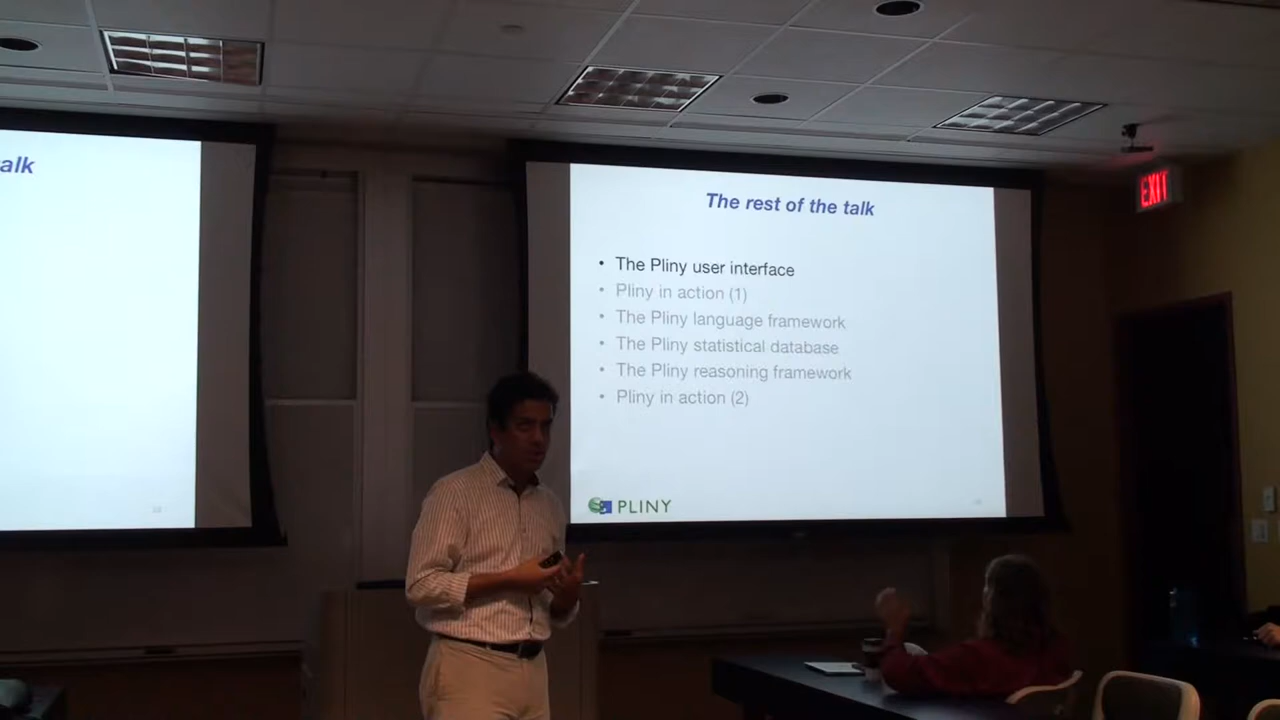 alk
The rest of the talk
• The Pliny user interface
• Pliny in action (1)
• The Pliny language framework
• The Pliny statistical database
• The Pliny reasoning framework
• Pliny in action (2)
PLINY
EXIT